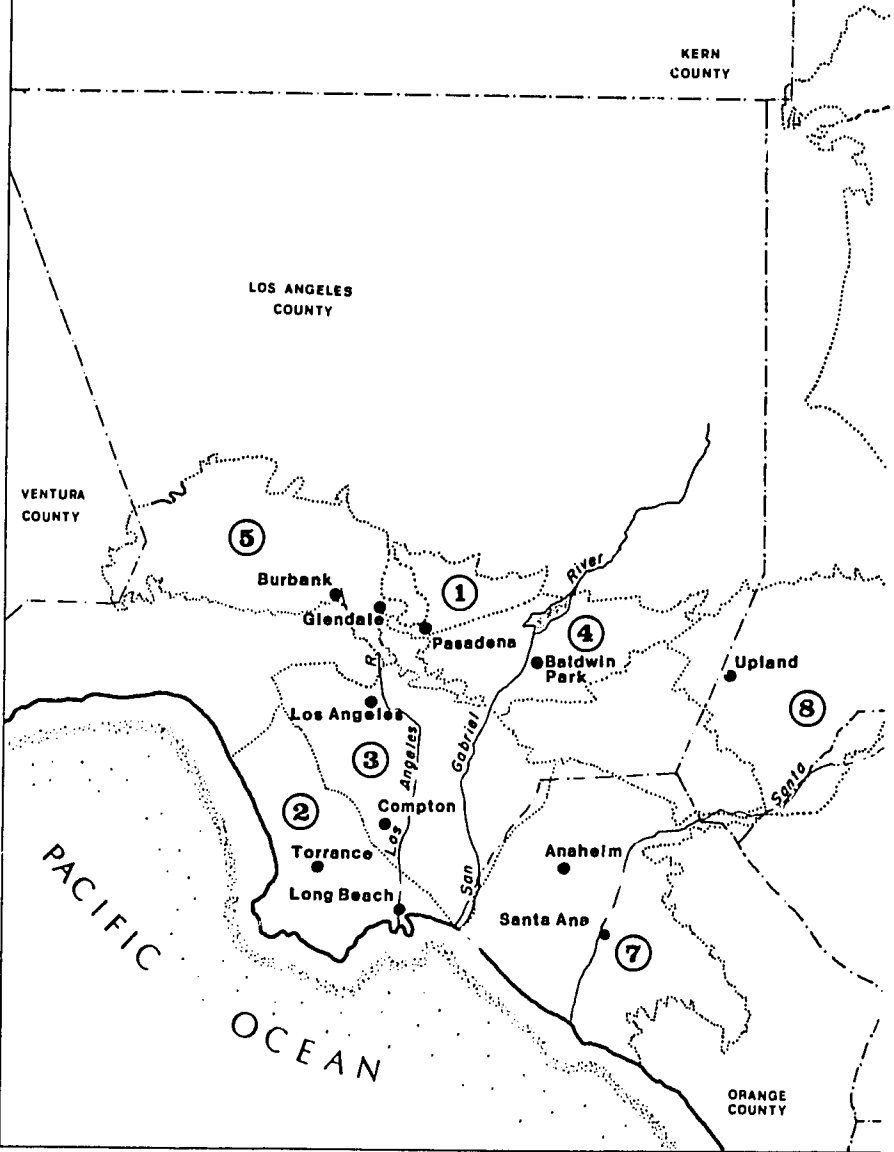 KERN
COUNTY
LOS ANGELES
COUNTY
VENTURA
COUNTY
5
Burbank
1
River
Glendale
Pasadena
4
Baldwin
Park
Upland
R.
8
Los Angeles
3
Angeles
Gabriel
Santa
2
Compton
Los
Torrance
Anaheim
Long Beach
San
Santa Ana
7
PACIFIC
OCEAN
ORANGE
COUNTY